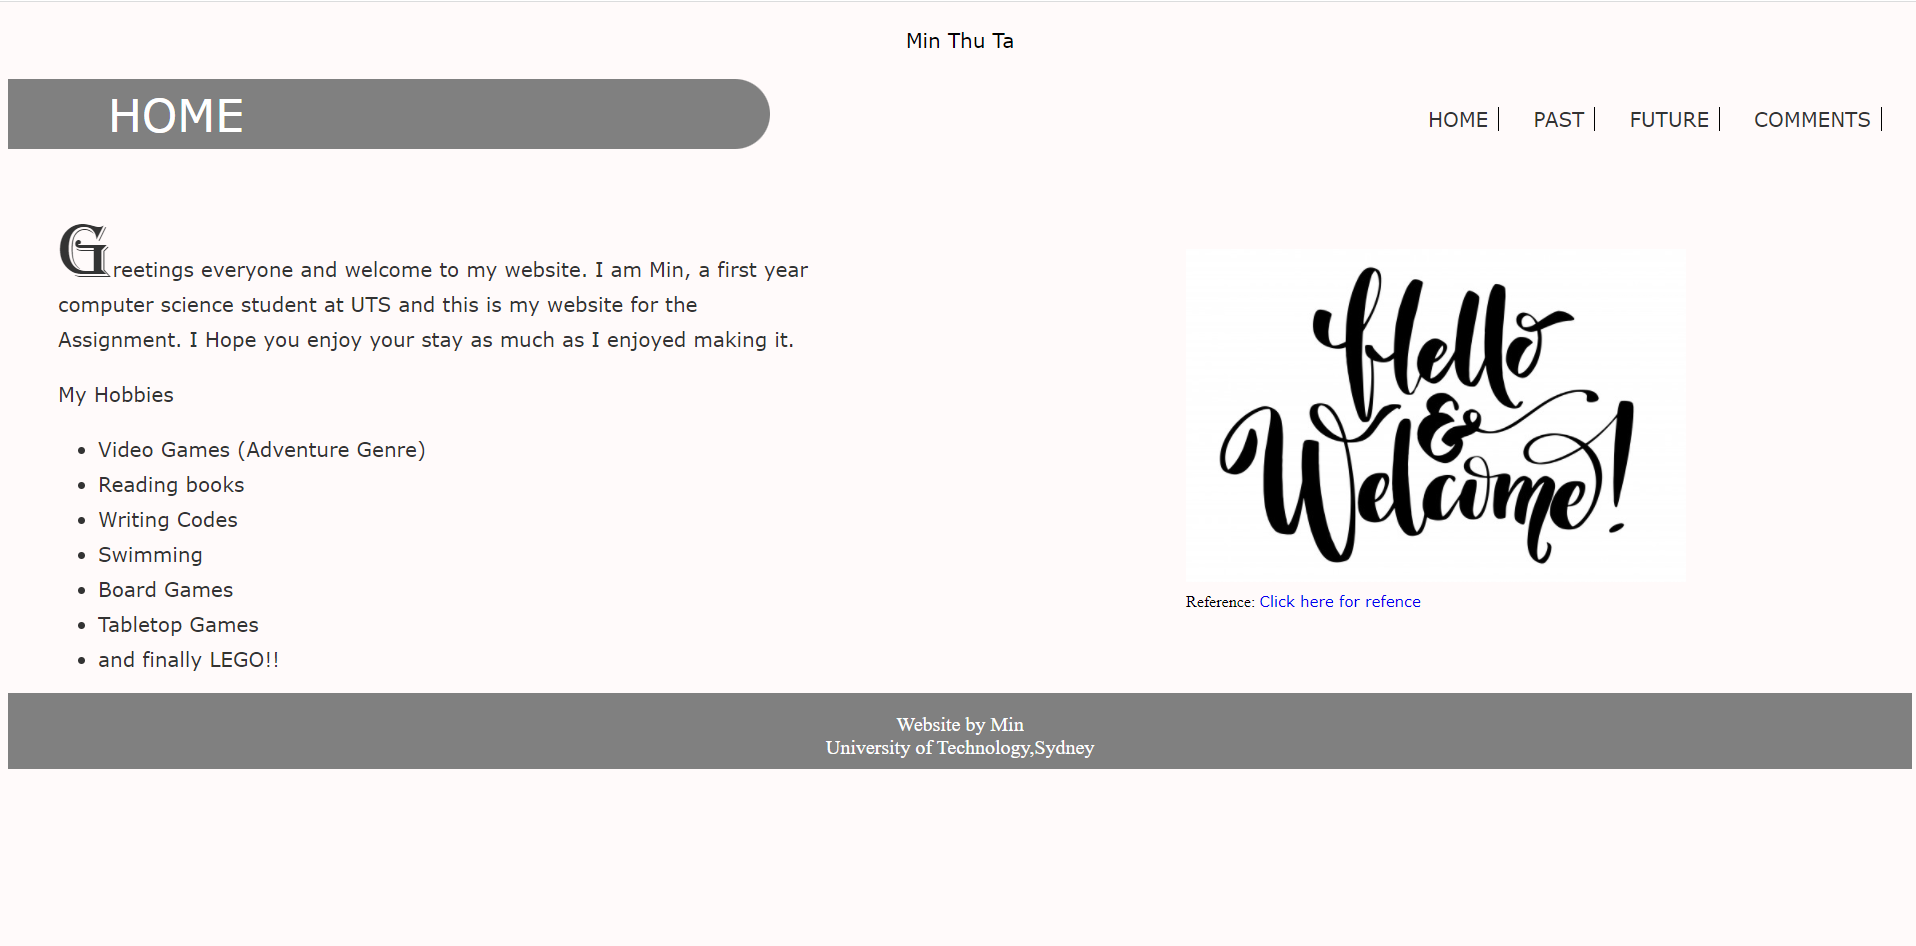 Min Thu Ta
HOME
HOME
PAST
FUTURE
COMMENTS
Greetings everyone and welcome to my website. I am Min, a first year
computer science student at UTS and this is my website for the
Assignment. I Hope you enjoy your stay as much as I enjoyed making it.
My Hobbies
Video Games (Adventure Genre)
Reading books
Writing Codes
Swimming
Board Games
Tabletop Games
and finally LEGO!!
Hello
&
Welcome!
Reference: Click here for refence
Website by Min
University of Technology,Sydney